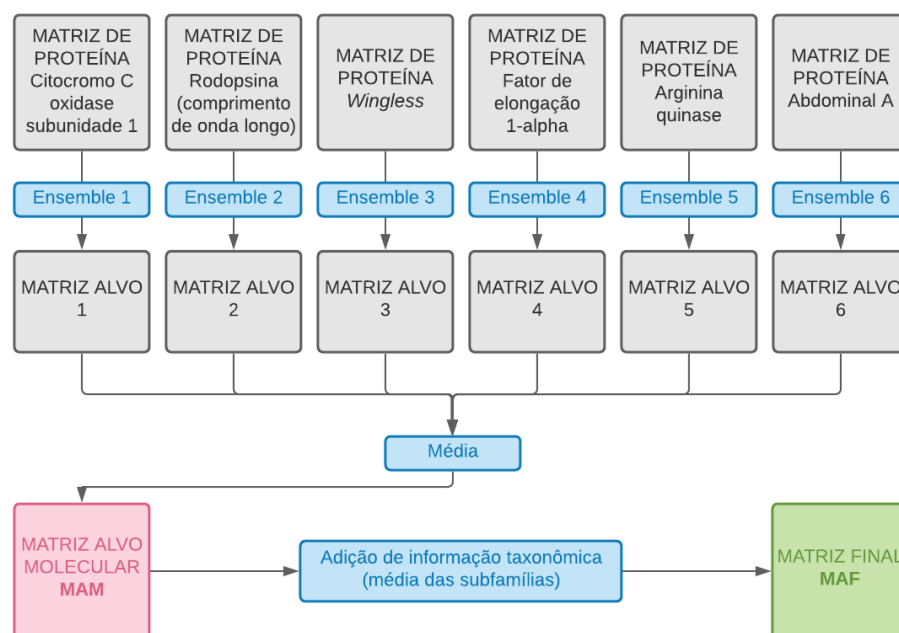 MATRIZ DE
PROTEÍNA
Citocromo C
oxidase
subunidade 1
MATRIZ DE
PROTEÍNA
Rodopsina
(comprimento
de onda longo)
MATRIZ DE
PROTEÍNA
Wingless
MATRIZ DE
PROTEÍNA
Fator de
elongação
1-alpha
MATRIZ DE
PROTEÍNA
Arginina
quinase
MATRIZ DE
PROTEÍNA
Abdominal A
Ensemble 1
Ensemble 2
Ensemble 3
Ensemble 4
Ensemble 5
Ensemble 6
MATRIZ ALVO
1
MATRIZ ALVO
2
MATRIZ ALVO
3
MATRIZ ALVO
4
MATRIZ ALVO
5
MATRIZ ALVO
6
Média
MATRIZ ALVO
MOLECULAR
MAM
Adição de informação taxonômica
(média das subfamílias)
MATRIZ FINAL
MAF